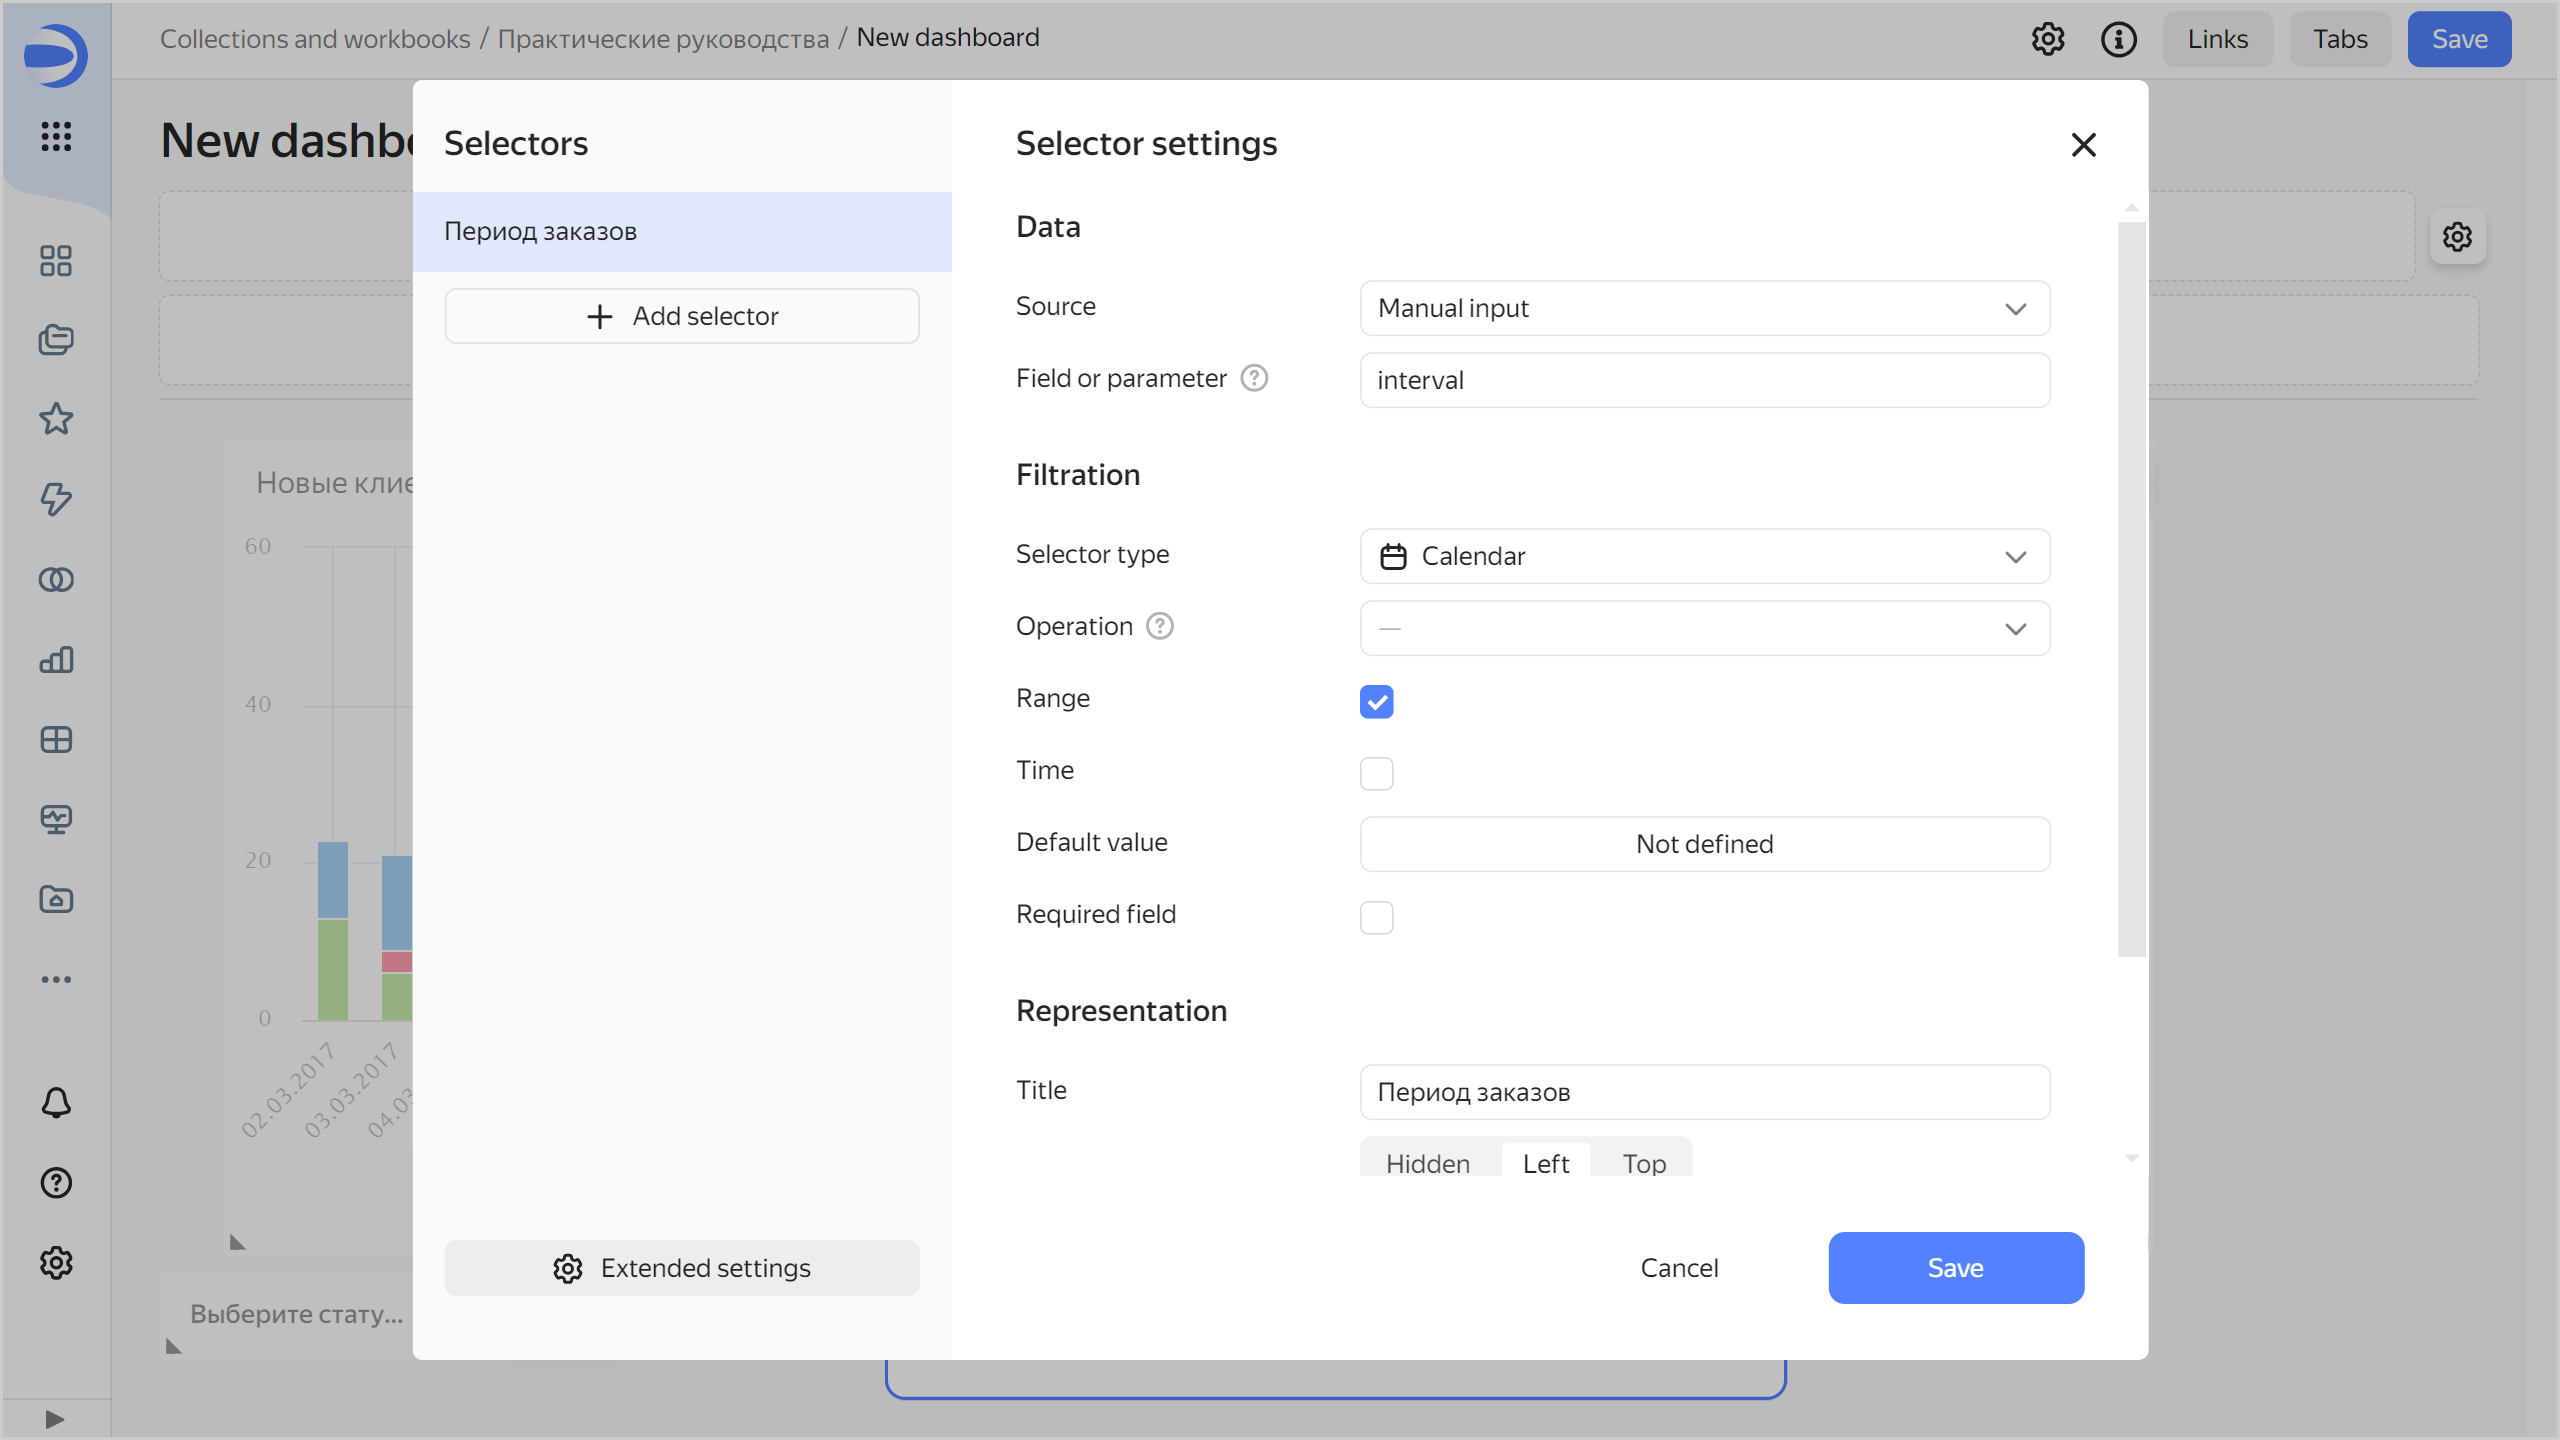 Collections and workbooks / Практические руководства / New dashboard
Links
Tabs
Save
New dashbo
Selectors
Период заказов
Add selector
Extended settings
Selector settings
Data
Source
Manual input
Field or parameter
interval
Filtration
Selector type
Calendar
Operation
—
Range
Time
Default value
Not defined
Required field
Representation
Title
Период заказов
Hidden
Left
Top
Cancel
Save
Новые клие
60
40
20
0
02.03.2017
03.03.2017
04.03
Выберите стату...